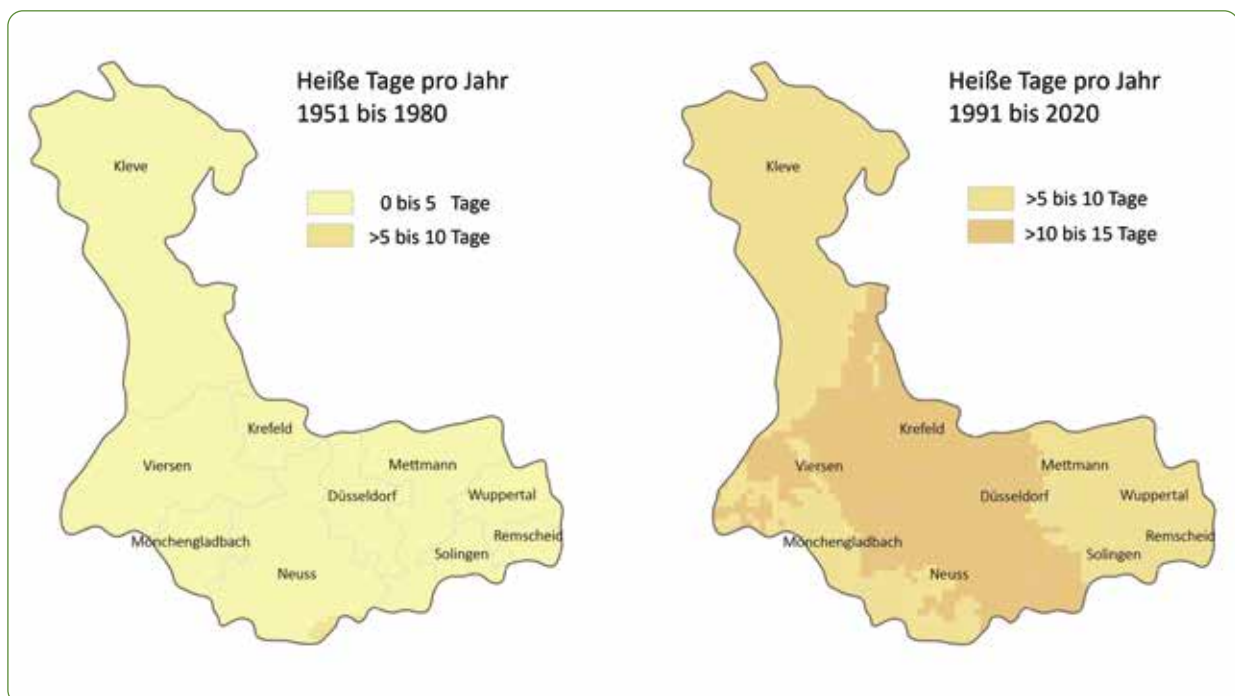 Heiße Tage pro Jahr
1951 bis 1980
Kleve
0 bis 5 Tage
>5 bis 10 Tage
Krefeld
Viersen
Mettmann
Düsseldorf
Wuppertal
Mönchengladbach
Remscheid
Solingen
Neuss
Heiße Tage pro Jahr
1991 bis 2020
Kleve
>5 bis 10 Tage
>10 bis 15 Tage
Krefeld
Viersen
Mettmann
Düsseldorf
Wuppertal
Mönchengladbach
Remscheid
Solingen
Neuss